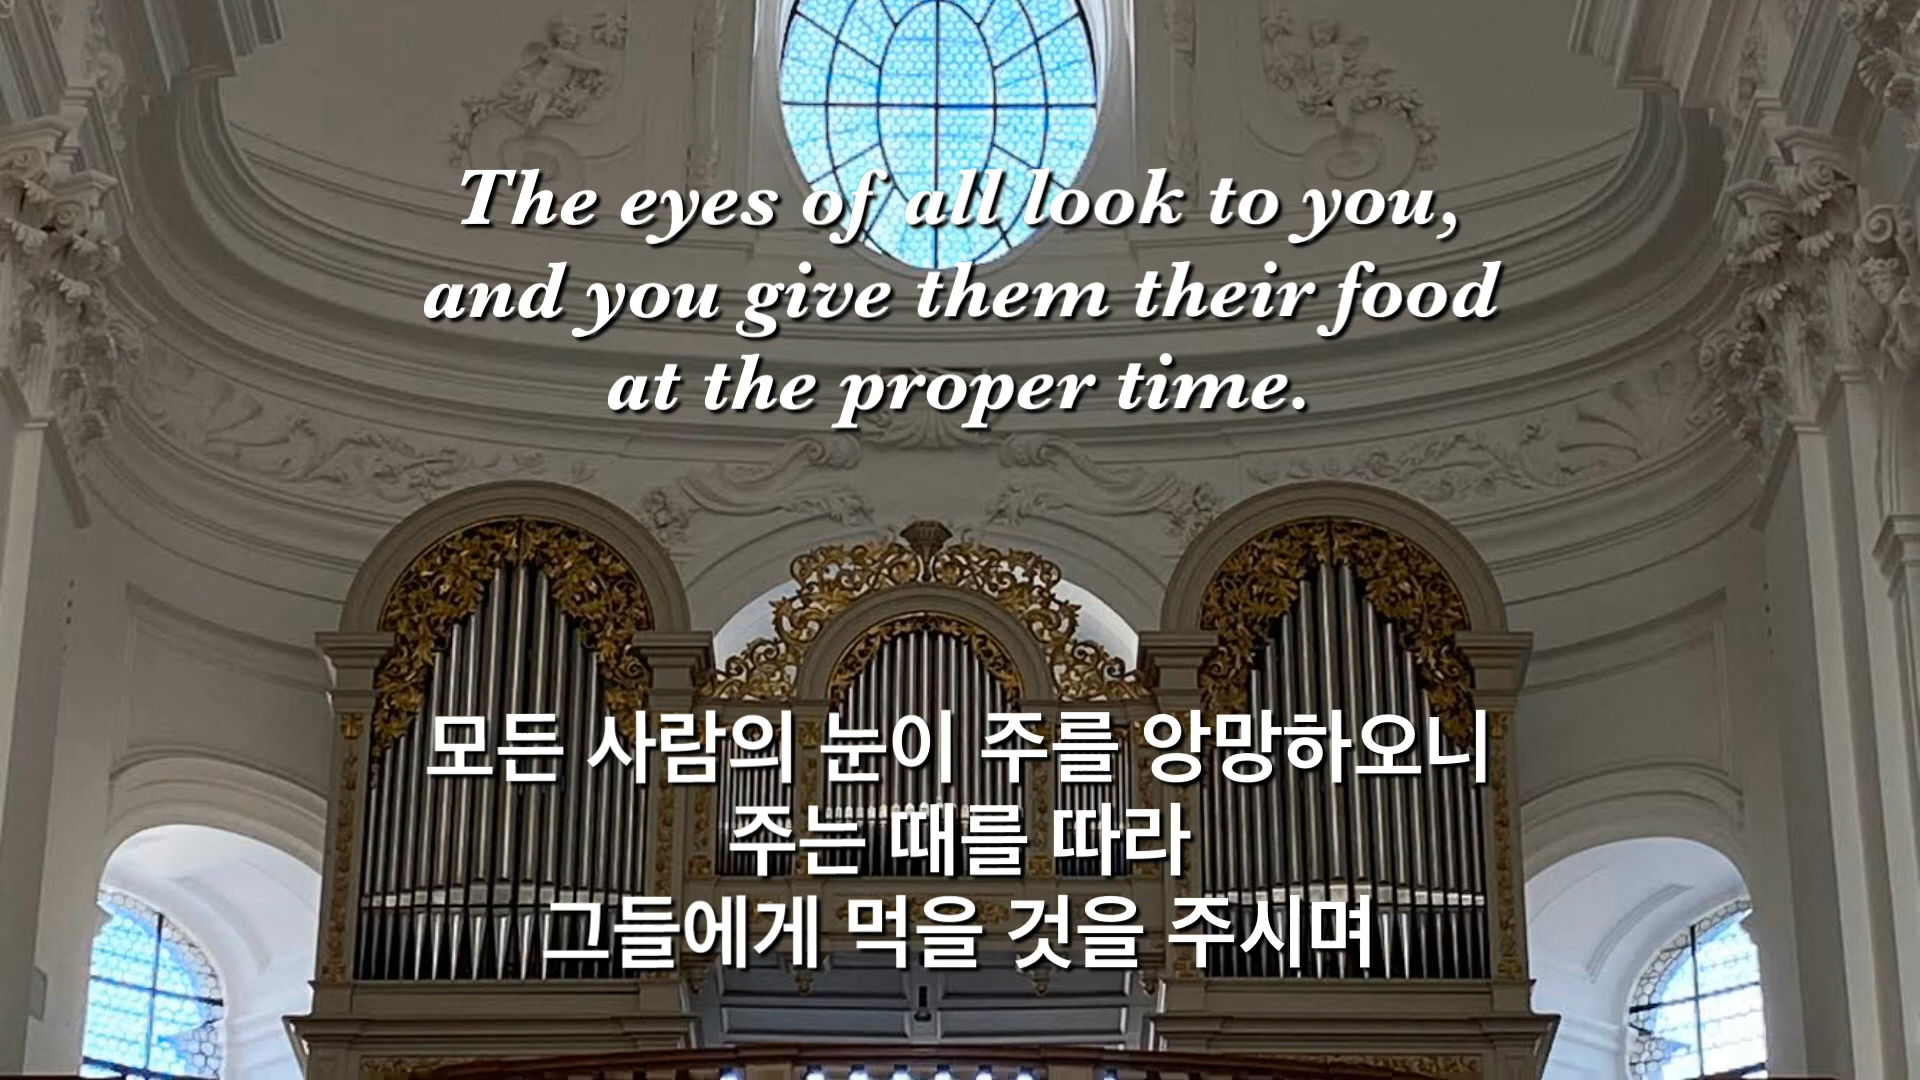 The eyes of all look to you,
and you give them their food
at the proper time.
모든 사람의 눈이 주를 앙망하오니
주는 때를 따라
그들에게 먹을 것을 주시며